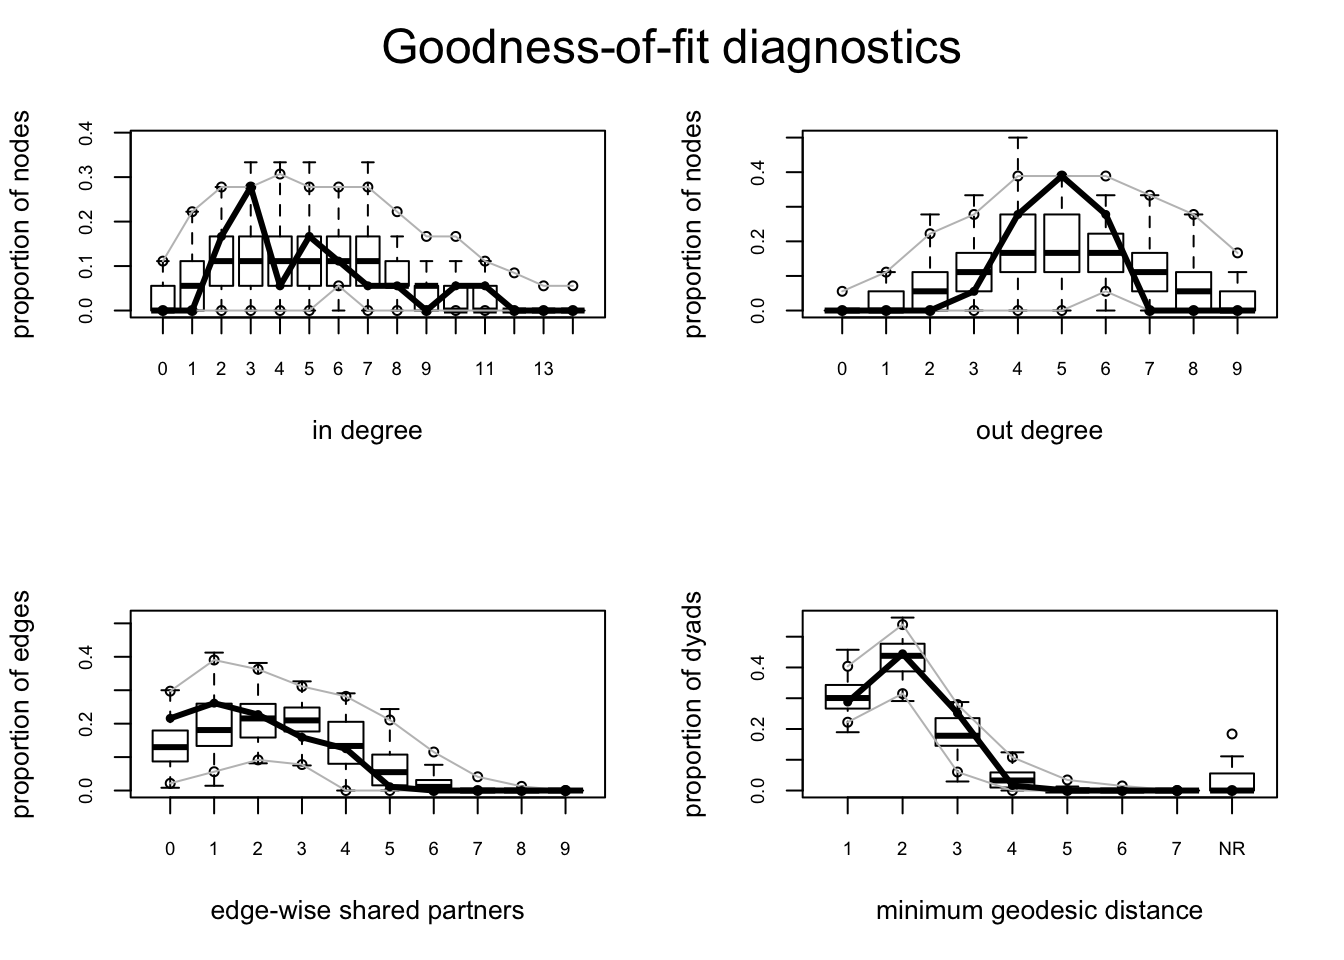 Goodness-of-fit diagnostics
proportion of nodes
0.0 0.1 0.2 0.3 0.4
0 1 2 3 4 5 6 7 8 9 11 13
in degree
proportion of nodes
0.0 0.2 0.4
0 1 2 3 4 5 6 7 8 9
out degree
proportion of edges
0.0 0.2 0.4
0 1 2 3 4 5 6 7 8 9
edge-wise shared partners
proportion of dyads
0.0 0.2 0.4
1 2 3 4 5 6 7 NR
minimum geodesic distance